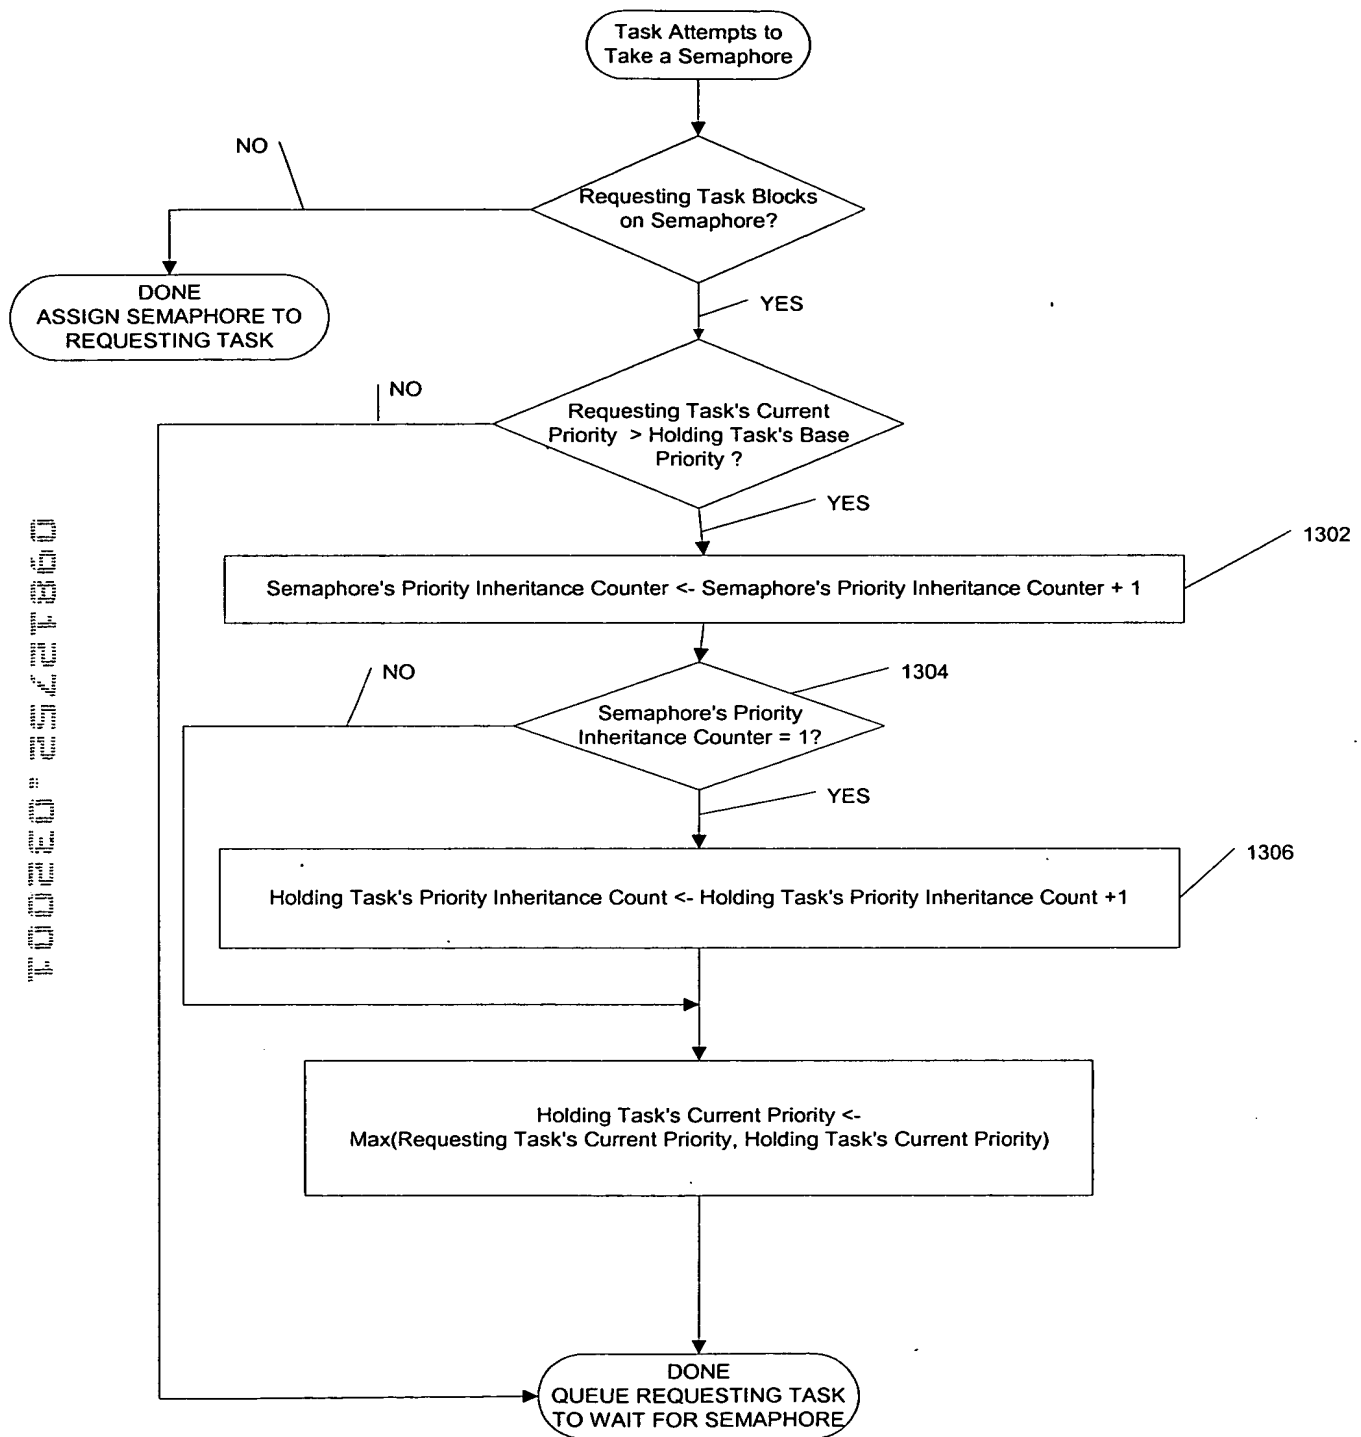 Task Attempts to
Take a Semaphore
NO
Requesting Task Blocks
on Semaphore?
DONE
ASSIGN SEMAPHORE TO
REQUESTING TASK
YES
NO
Requesting Task's Current
Priority > Holding Task's Base
Priority ?
YES
1302
Semaphore's Priority Inheritance Counter <- Semaphore's Priority Inheritance Counter + 1
NO
1304
Semaphore's Priority
Inheritance Counter = 1?
YES
1306
Holding Task's Priority Inheritance Count <- Holding Task's Priority Inheritance Count +1
Holding Task's Current Priority <-
Max(Requesting Task's Current Priority, Holding Task's Current Priority)
DONE
QUEUE REQUESTING TASK
TO WAIT FOR SEMAPHORE